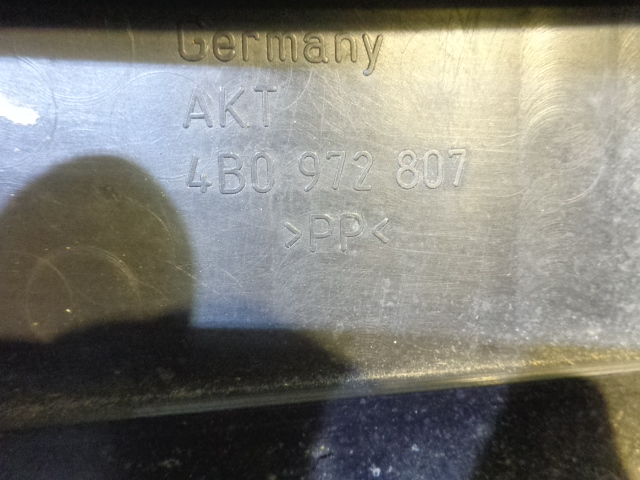 Germany
AKT
4B0 972 807
>PP<